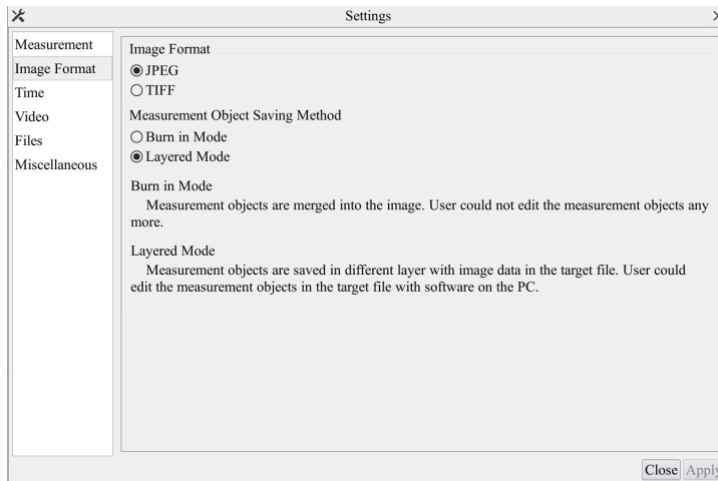 Settings
Measurement
Image Format
Time
Video
Files
Miscellaneous
Image Format
JPEG
TIFF
Measurement Object Saving Method
Burn in Mode
Layered Mode
Burn in Mode
Measurement objects are merged into the image. User could not edit the measurement objects any
more.
Layered Mode
Measurement objects are saved in different layer with image data in the target file. User could
edit the measurement objects in the target file with software on the PC.
Close
Apply